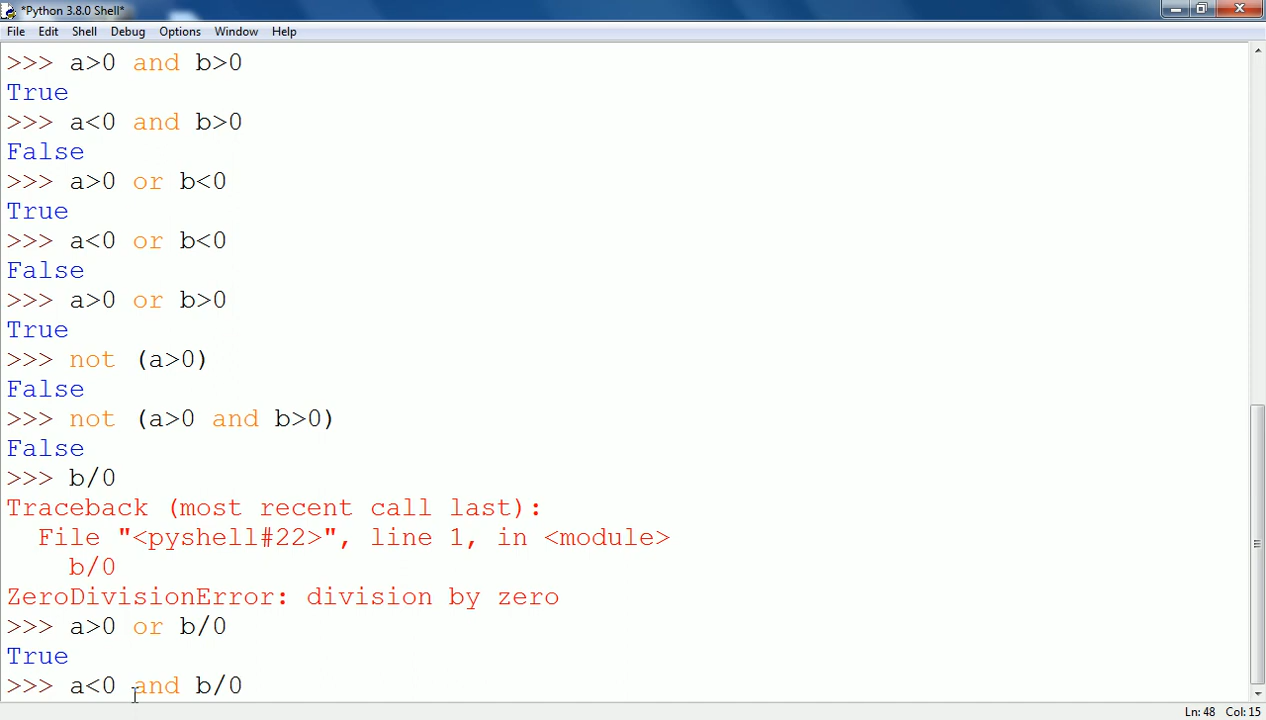 *Python 3.8.0 Shell*
File Edit Shell Debug Options Window Help
>>> a>0 and b>0
True
>>> a<0 and b>0
False
>>> a>0 or b<0
True
>>> a<0 or b<0
False
>>> a>0 or b>0
True
>>> not (a>0)
False
>>> not (a>0 and b>0)
False
>>> b/0
Traceback (most recent call last):
  File "<pyshell#22>", line 1, in <module>
    b/0
ZeroDivisionError: division by zero
>>> a>0 or b/0
True
>>> a<0 and b/0
Ln: 48 Col: 15